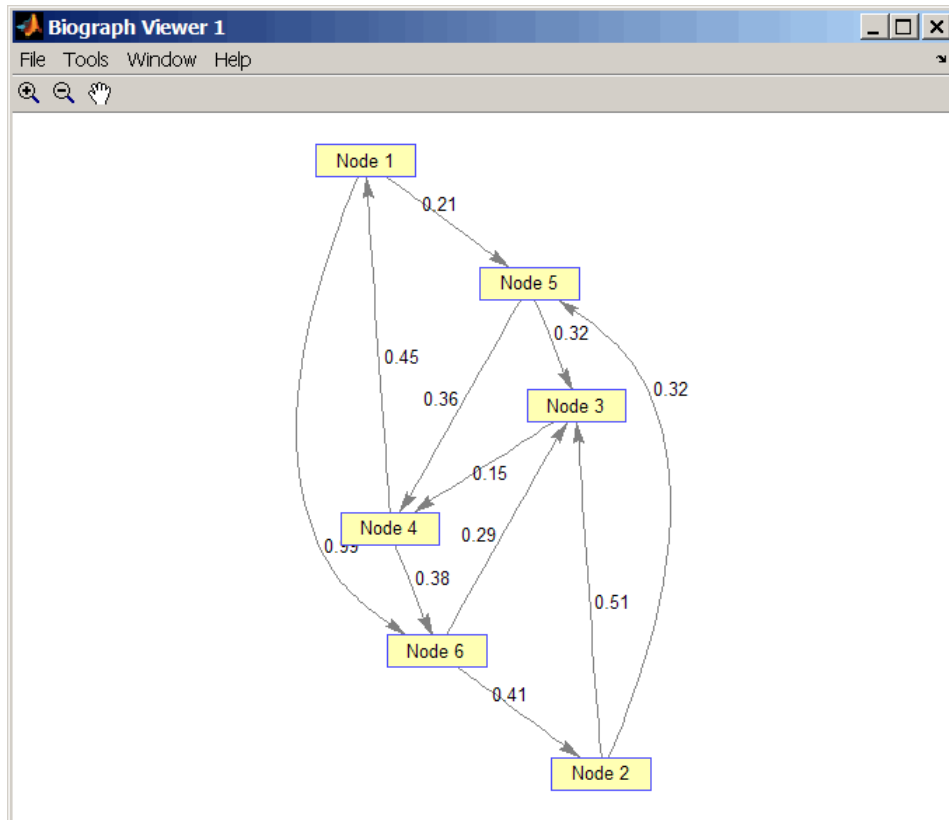 Biograph Viewer 1
File Tools Window Help
Node 1
0.21
Node 5
0.32
0.45
0.36
0.32
Node 3
0.15
Node 4
0.29
0.99
0.38
0.51
Node 6
0.41
Node 2